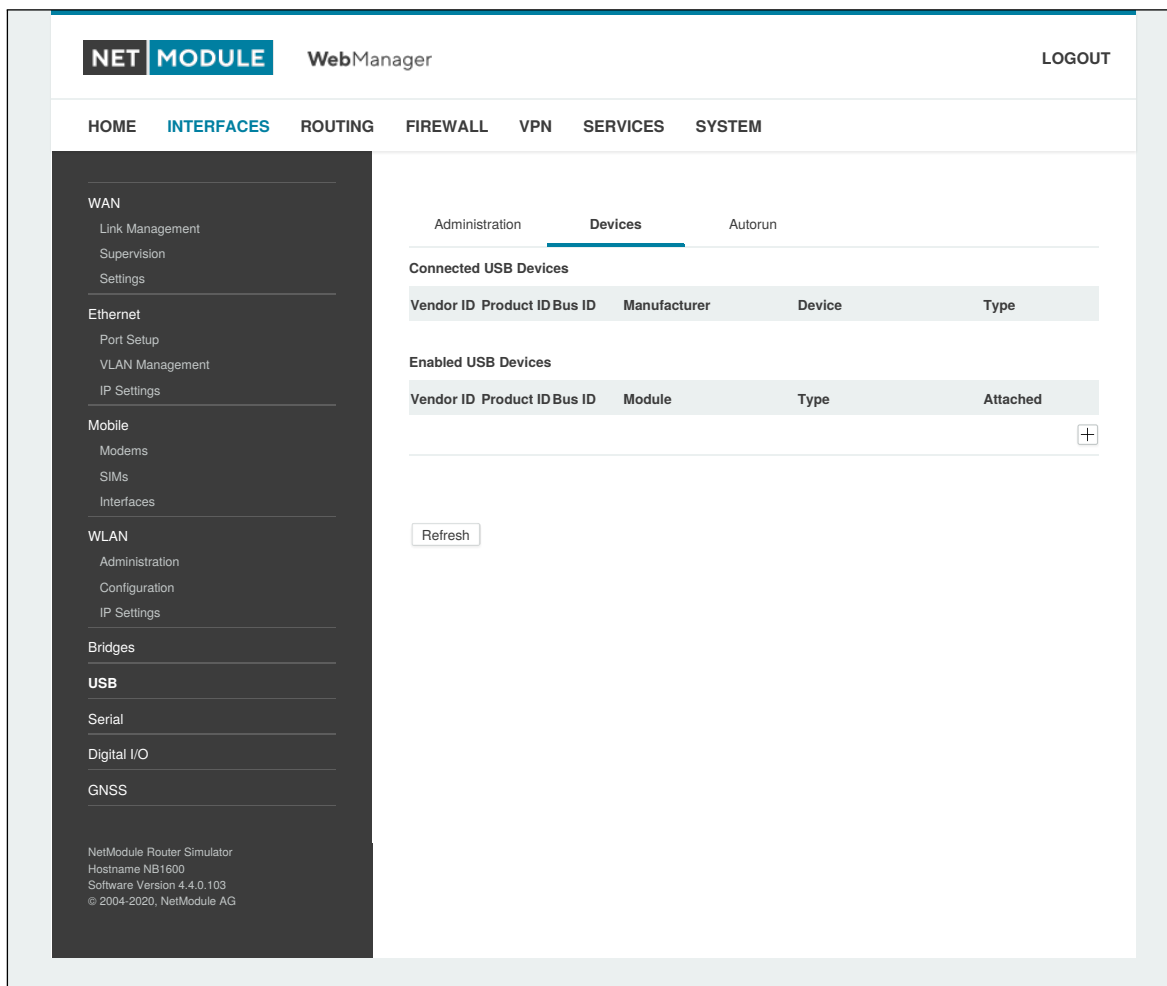 NET MODULE WebManager LOGOUT
HOME INTERFACES ROUTING FIREWALL VPN SERVICES SYSTEM
WAN
Link Management
Supervision
Settings
Ethernet
Port Setup
VLAN Management
IP Settings
Mobile
Modems
SIMs
Interfaces
WLAN
Administration
Configuration
IP Settings
Bridges
USB
Serial
Digital I/O
GNSS
NetModule Router Simulator
Hostname NB1600
Software Version 4.4.0.103
© 2004-2020, NetModule AG
Administration Devices Autorun
Connected USB Devices
Vendor ID Product ID Bus ID Manufacturer Device Type
Enabled USB Devices
Vendor ID Product ID Bus ID Module Type Attached
Refresh